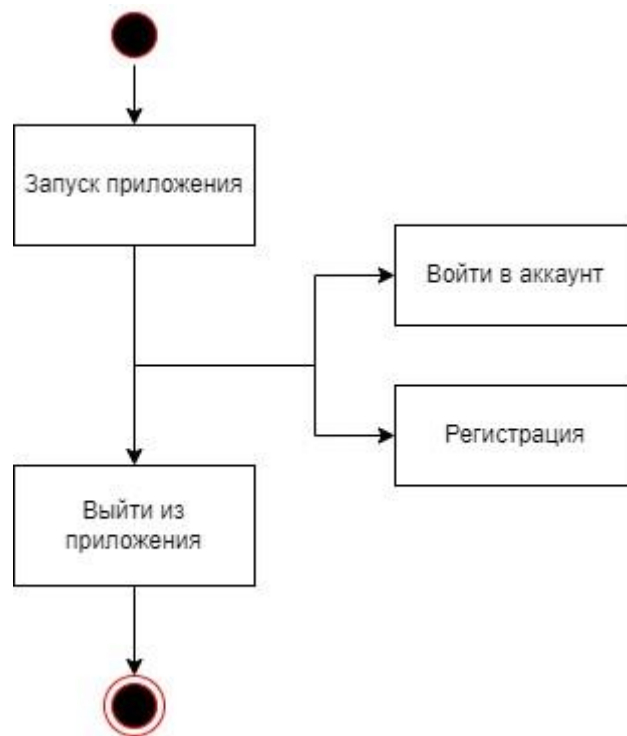 Запуск приложения
Войти в аккаунт
Регистрация
Выйти из
приложения